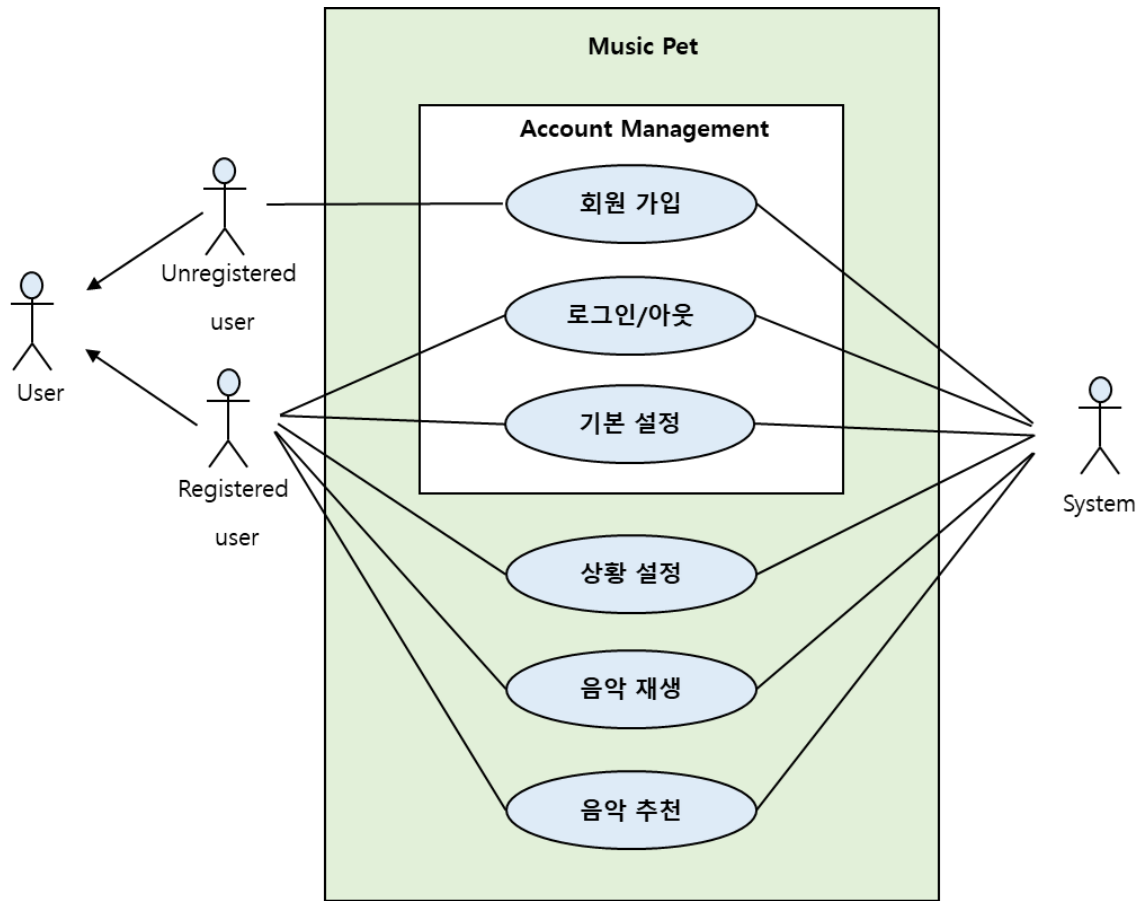 Music Pet
Account Management
회원 가입
Unregistered
user
로그인/아웃
User
기본 설정
Registered
user
System
상황 설정
음악 재생
음악 추천